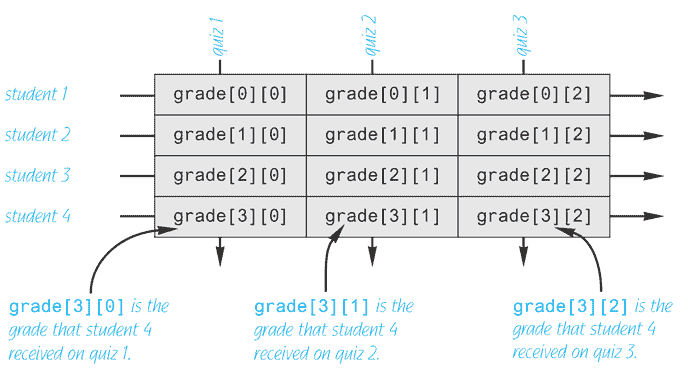 quiz 1
quiz 2
quiz 3
student 1
grade[0][0]
grade[0][1]
grade[0][2]
student 2
grade[1][0]
grade[1][1]
grade[1][2]
student 3
grade[2][0]
grade[2][1]
grade[2][2]
student 4
grade[3][0]
grade[3][1]
grade[3][2]
grade[3][0] is the
grade that student 4
received on quiz 1.
grade[3][1] is the
grade that student 4
received on quiz 2.
grade[3][2] is the
grade that student 4
received on quiz 3.